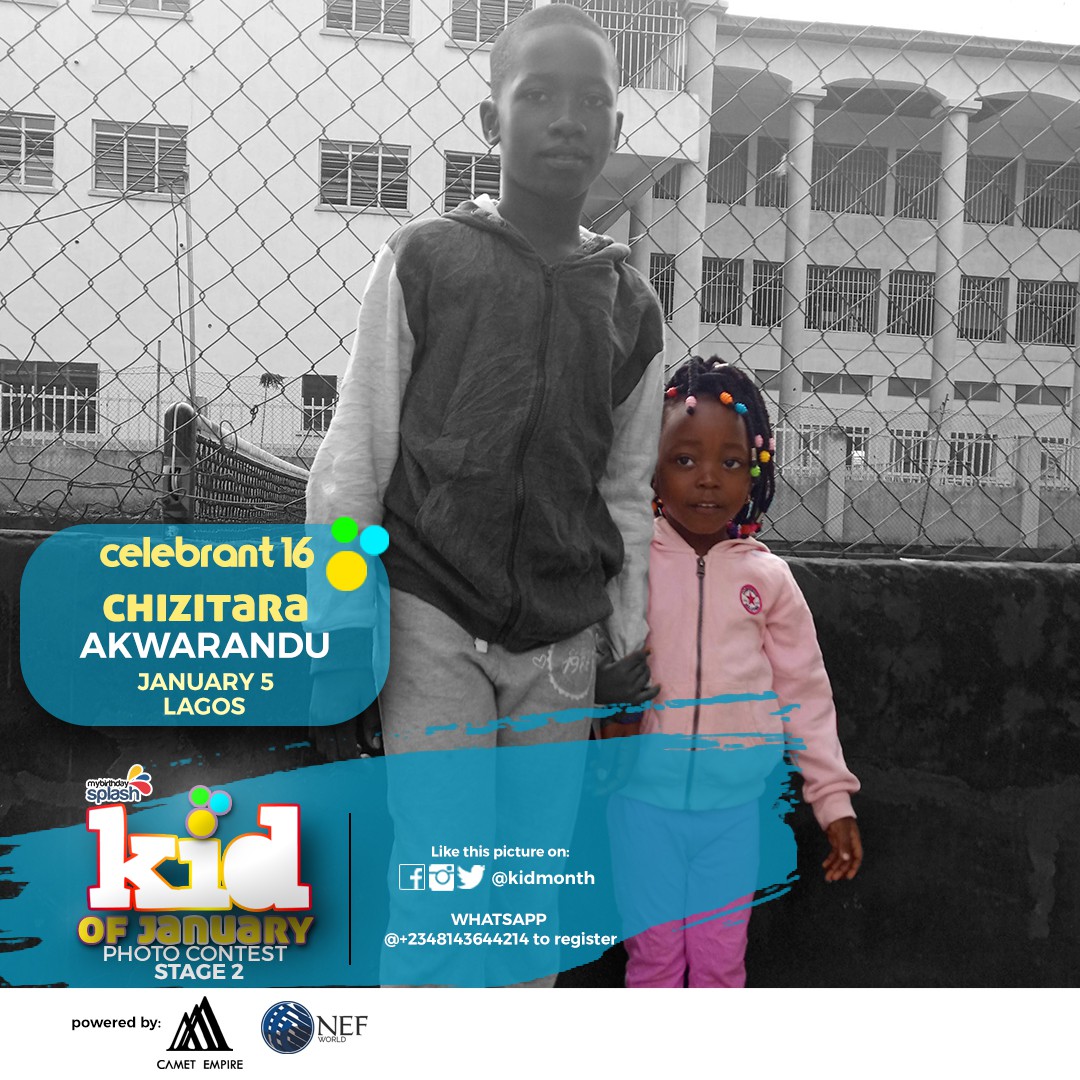 celebrant 16
CHIZITARA
AKWARANDU
JANUARY 5
LAGOS
mybirthday
splash
kid
OF JANUARY
PHOTO CONTEST
STAGE 2
Like this picture on:
@kidmonth
WHATSAPP
@+2348143644214 to register
powered by:
CAMET EMPIRE
NEF
WORLD